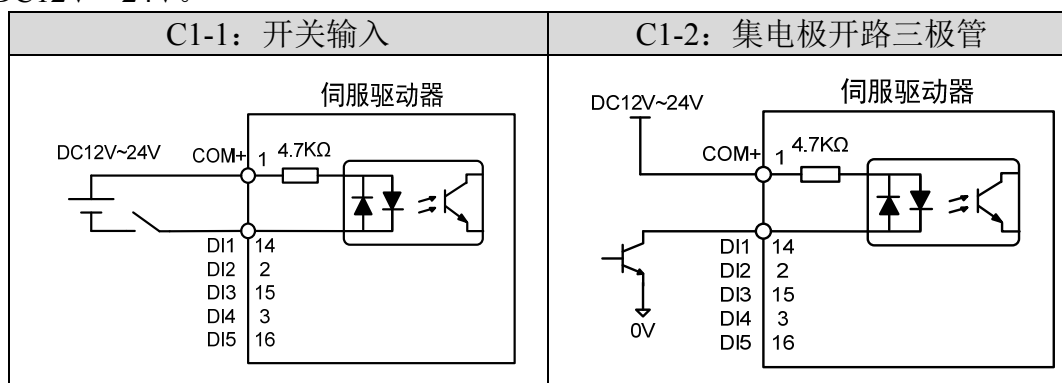 DC12V~24V。
C1-1：开关输入
C1-2：集电极开路三极管
伺服驱动器
DC12V~24V
COM+
1
4.7KΩ
DI1 14
DI2 2
DI3 15
DI4 3
DI5 16
伺服驱动器
DC12V~24V
COM+
1
4.7KΩ
DI1 14
DI2 2
DI3 15
DI4 3
DI5 16
0V